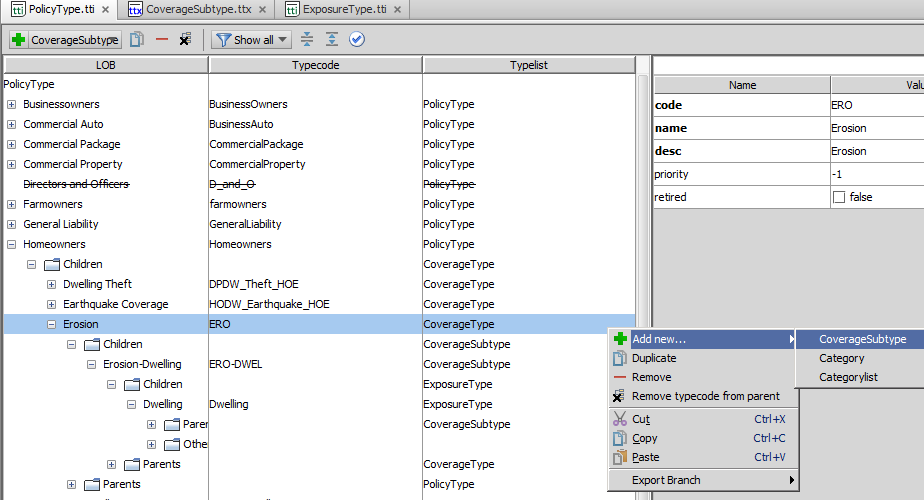 PolicyType.tti × CoverageSubtype.ttx × ExposureType.tti ×
CoverageSubtype Show all
LOB Typecode Typelist
Name Valu
PolicyType
Businessowners BusinessOwners PolicyType
code ERO
Commercial Auto BusinessAuto PolicyType
name Erosion
Commercial Package CommercialPackage PolicyType
desc Erosion
Commercial Property CommercialProperty PolicyType
priority -1
Directors and Officers D_and_O PolicyType
retired false
Farmowners farmowners PolicyType
General Liability GeneralLiability PolicyType
Homeowners Homeowners PolicyType
Children CoverageType
Dwelling Theft DPDW_Theft_HOE CoverageType
Earthquake Coverage HODW_Earthquake_HOE CoverageType
Erosion ERO CoverageType
Children CoverageSubtype
Erosion-Dwelling ERO-DWEL CoverageSubtype
Children ExposureType
Dwelling Dwelling ExposureType
Paren CoverageSubtype
Othe
Parents CoverageType
Parents PolicyType
Add new...
Duplicate
Remove
Remove typecode from parent
Cut Ctrl+X
Copy Ctrl+C
Paste Ctrl+V
Export Branch
CoverageSubtype
Category
Categorylist